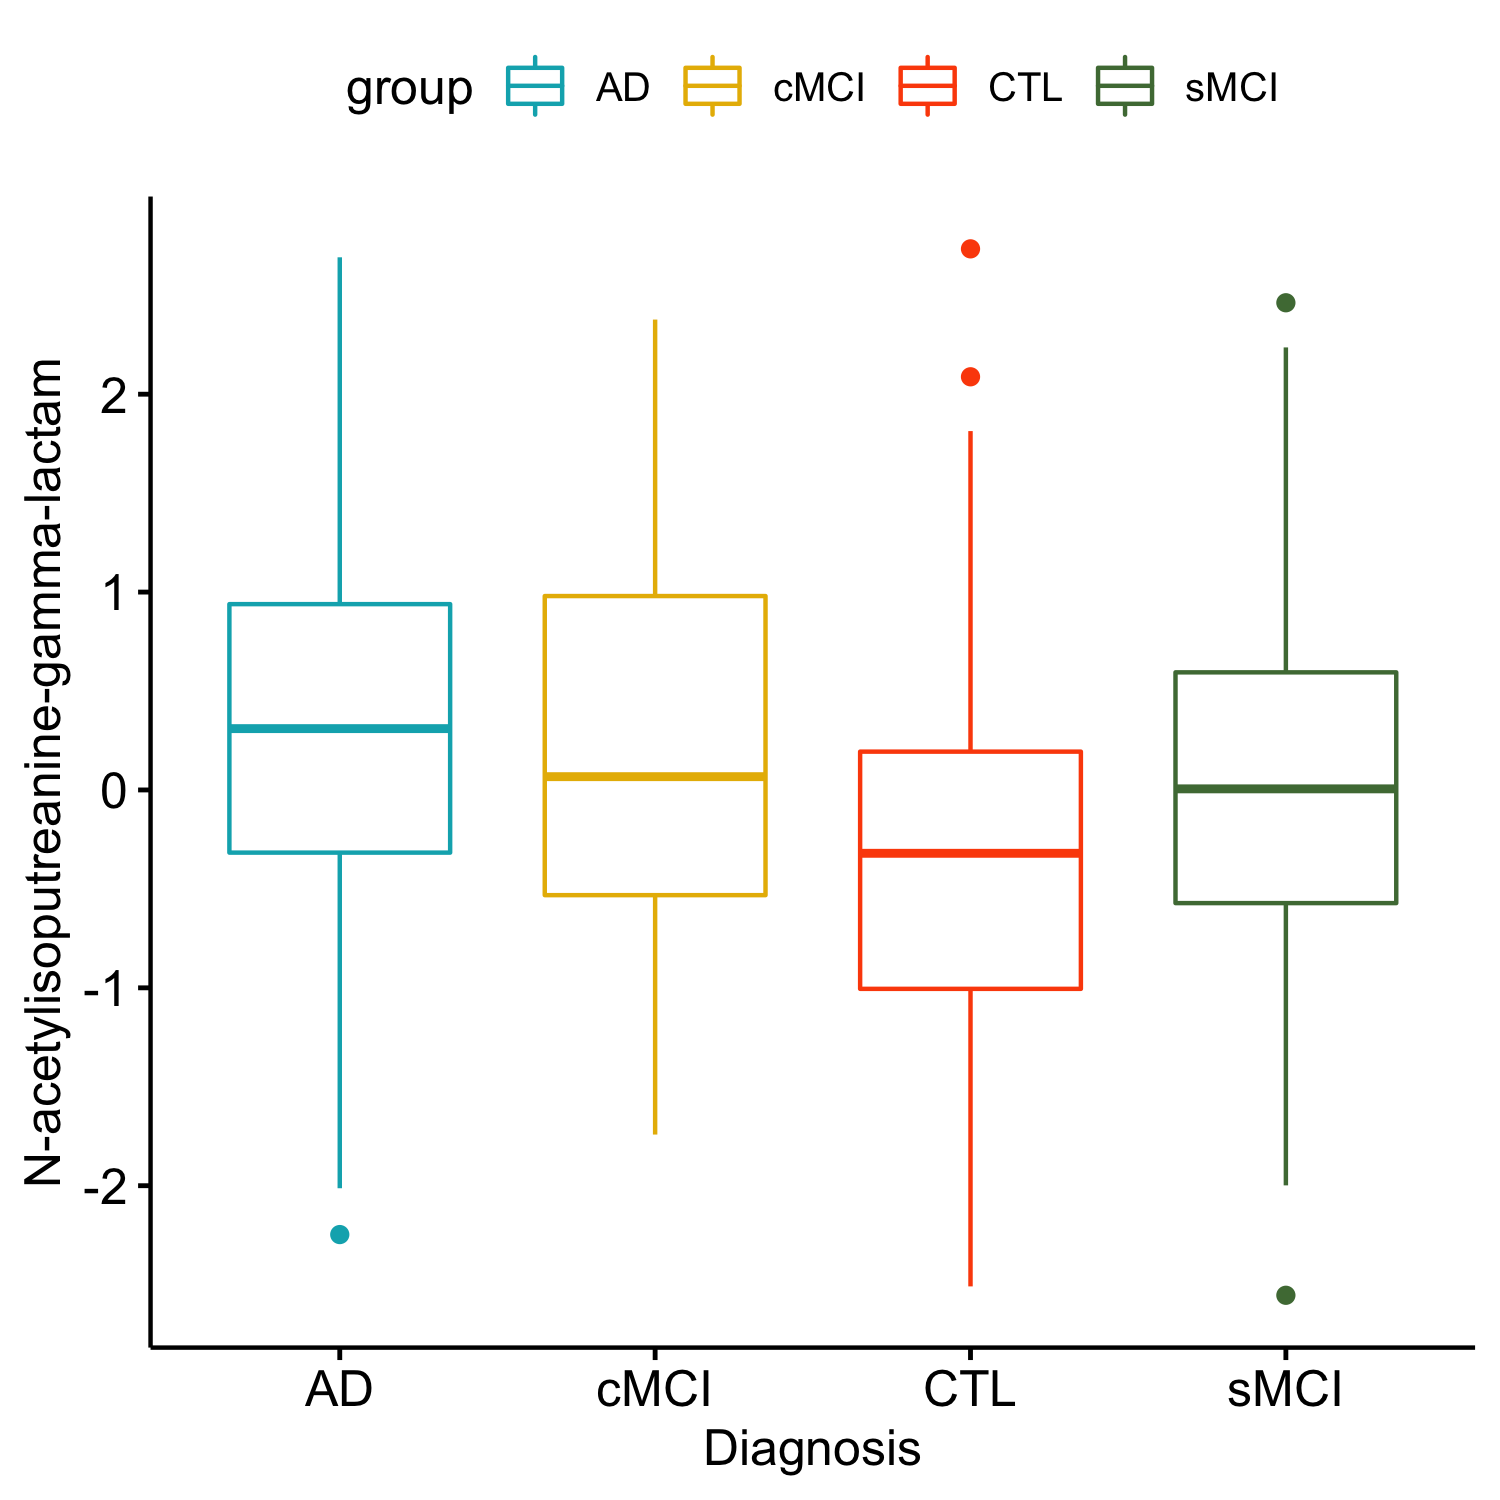 group AD cMCI CTL sMCI
N-acetylisoputreanine-gamma-lactam
2
1
0
-1
-2
AD cMCI CTL sMCI
Diagnosis